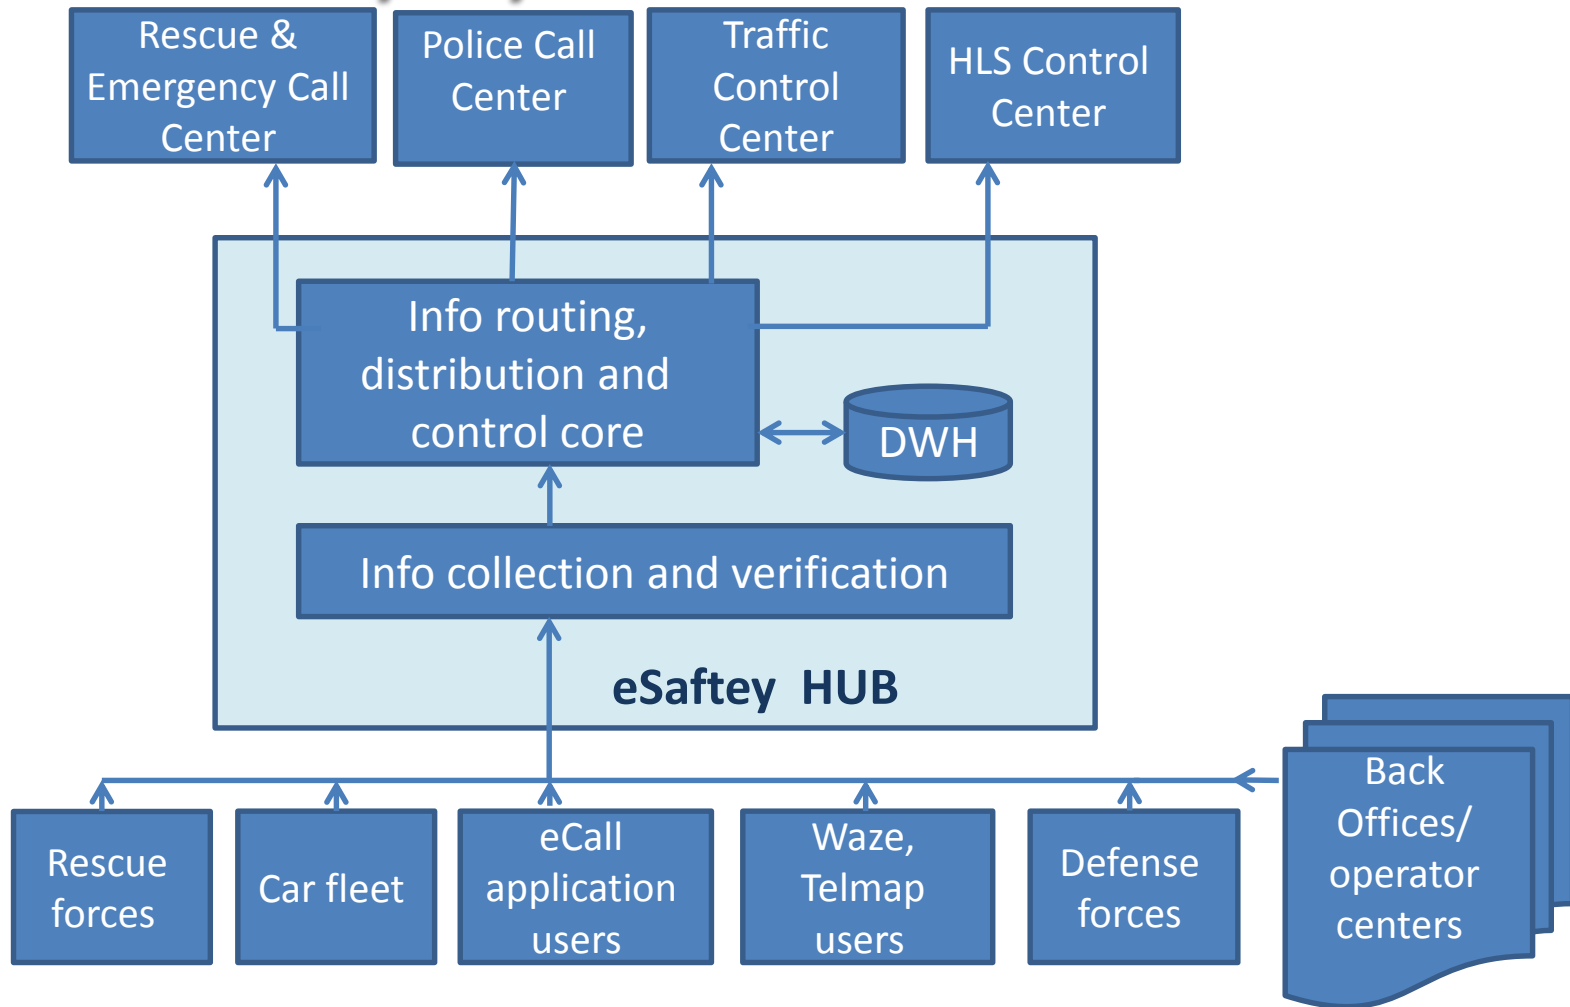 Rescue &
Emergency Call
Center
Police Call
Center
Traffic
Control
Center
HLS Control
Center
Info routing,
distribution and
control core
DWH
Info collection and verification
eSaftey HUB
Rescue
forces
Car fleet
eCall
application
users
Waze,
Telmap
users
Defense
forces
Back
Offices/
operator
centers